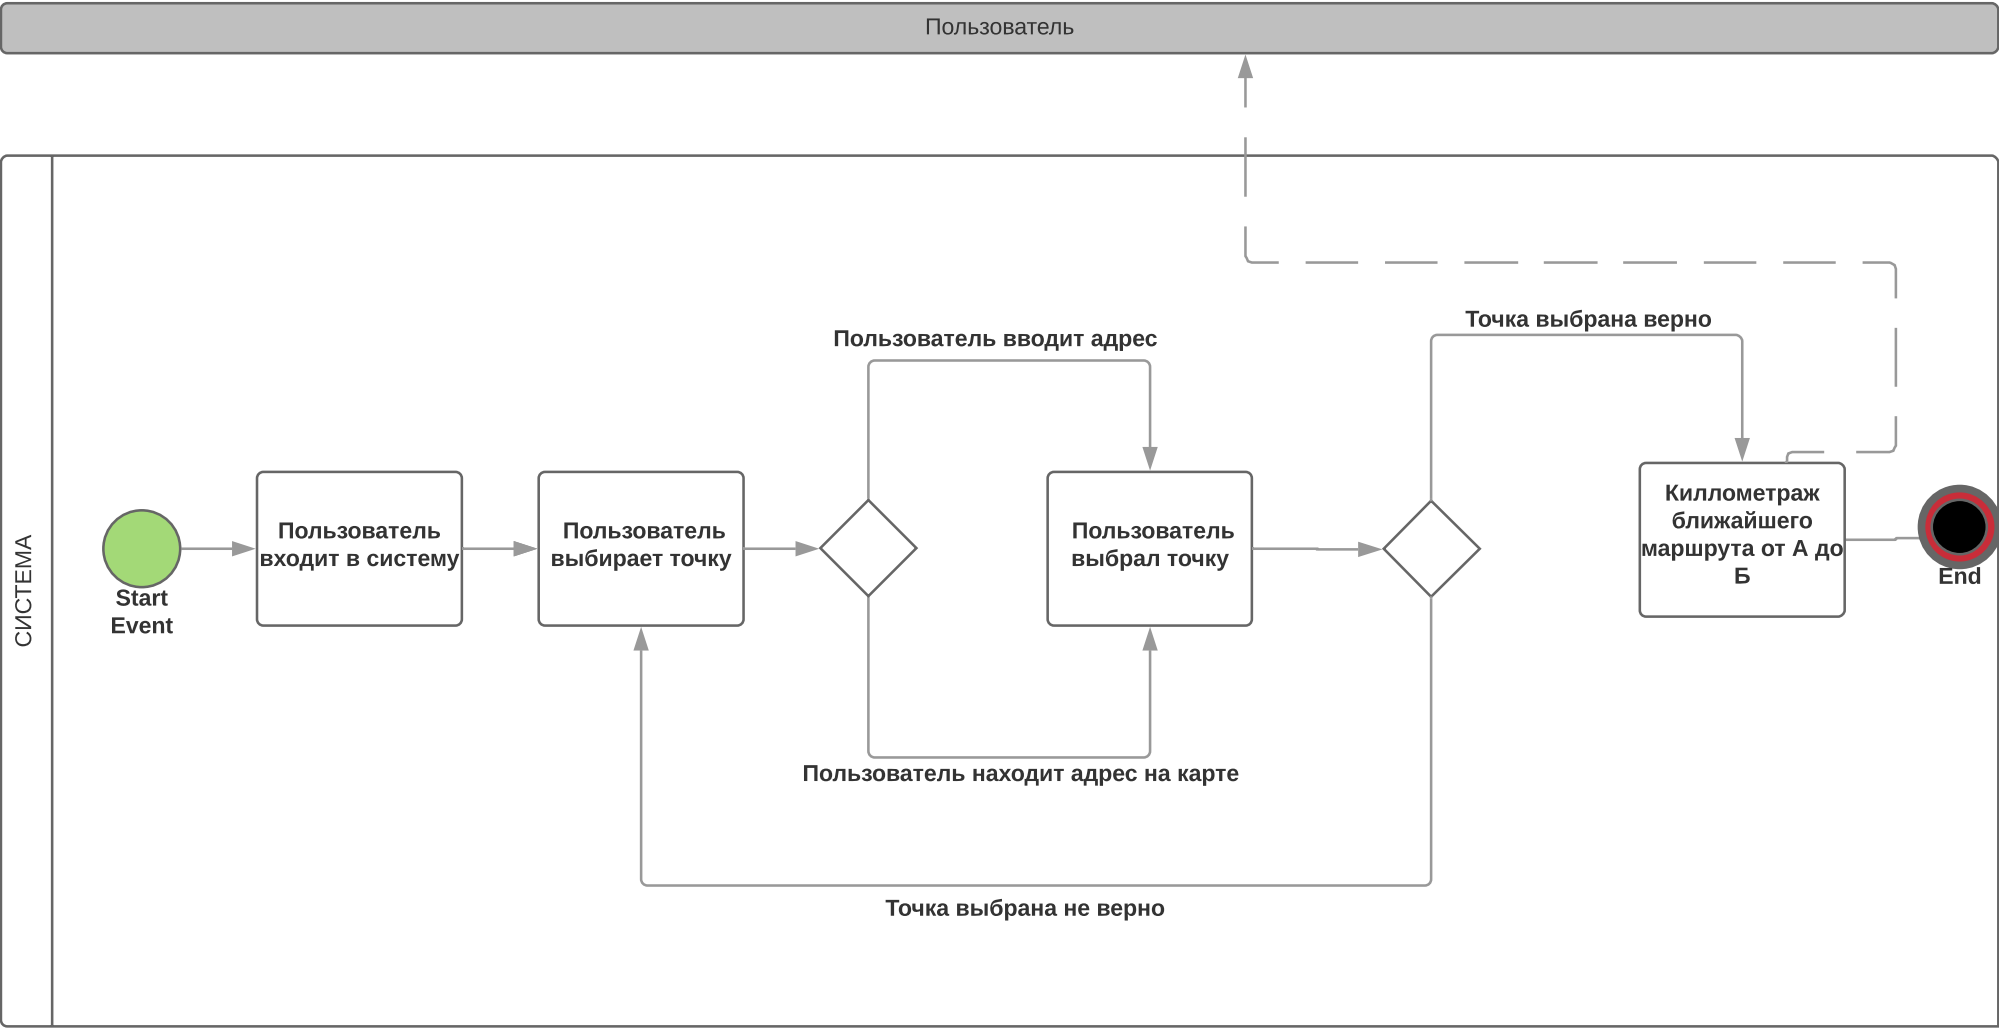 Пользователь
СИСТЕМА
Start
Event
Пользователь
входит в систему
Пользователь
выбирает точку
Пользователь вводит адрес
Пользователь находит адрес на карте
Пользователь
выбрал точку
Точка выбрана верно
Точка выбрана не верно
Киллометраж
ближайшего
маршрута от А до
Б
End